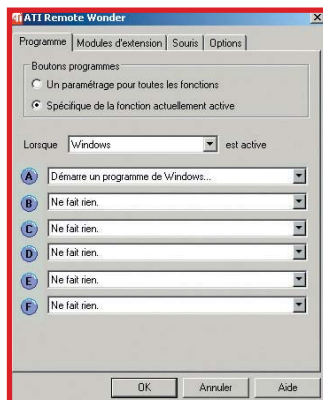 ATI Remote Wonder
Programme Modules d'extension Souris Options
Boutons programmes
Un paramétrage pour toutes les fonctions
Spécifique de la fonction actuellement active
Lorsque Windows est active
A Démarre un programme de Windows...
B Ne fait rien.
C Ne fait rien.
D Ne fait rien.
E Ne fait rien.
F Ne fait rien.
OK Annuler Aide